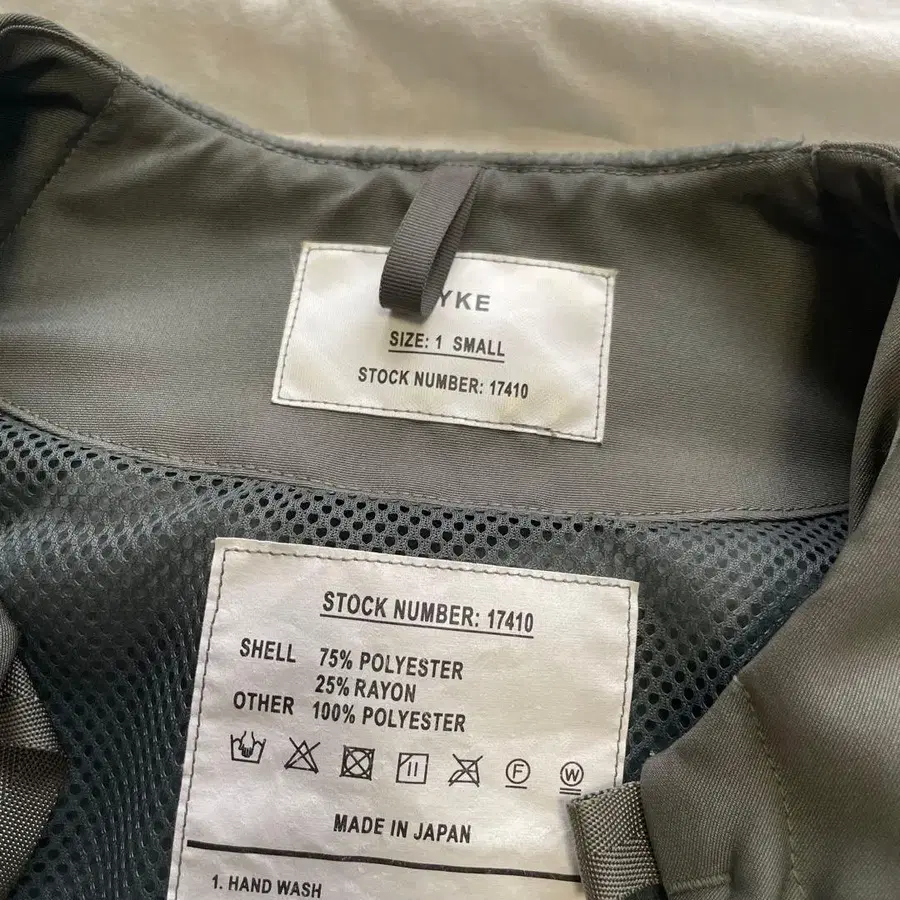 YKE
SIZE: 1 SMALL
STOCK NUMBER: 17410
STOCK NUMBER: 17410
SHELL 75% POLYESTER
25% RAYON
OTHER 100% POLYESTER
F W
MADE IN JAPAN
1. HAND WASH